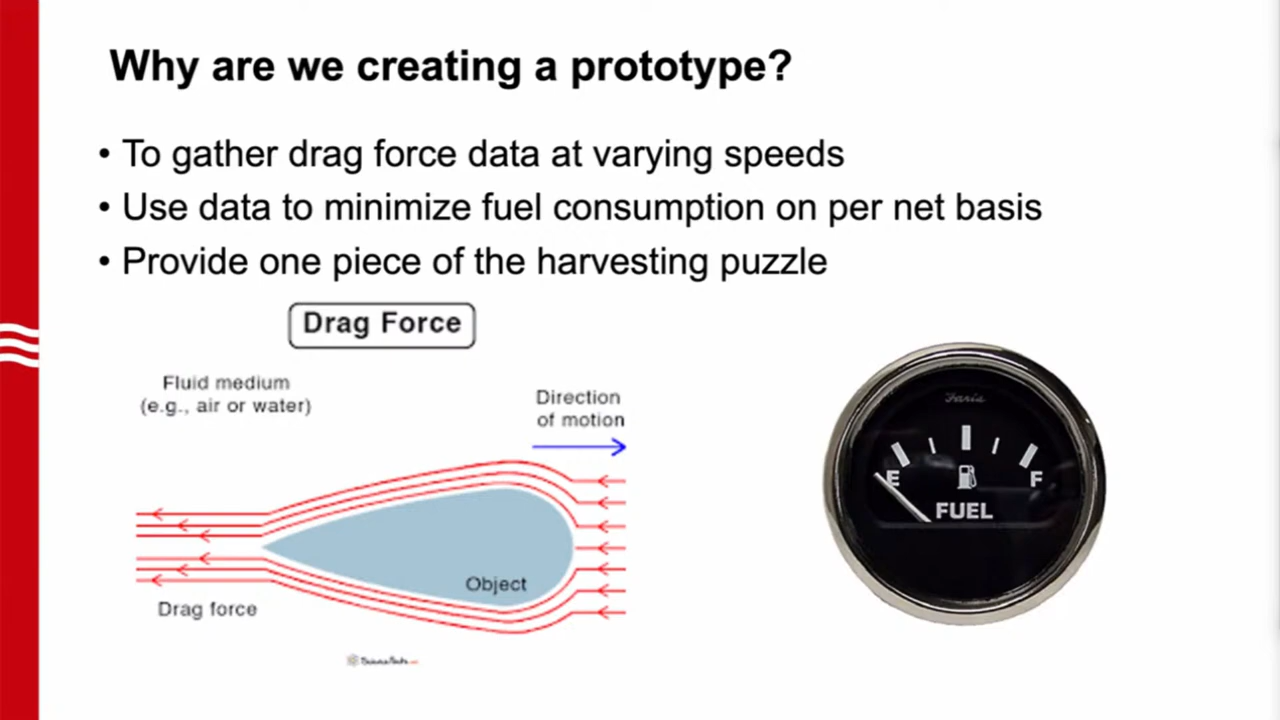 Why are we creating a prototype?
• To gather drag force data at varying speeds
• Use data to minimize fuel consumption on per net basis
• Provide one piece of the harvesting puzzle
Drag Force
Fluid medium
(e.g., air or water)
Direction
of motion
Object
Drag force
Faria
E
F
FUEL